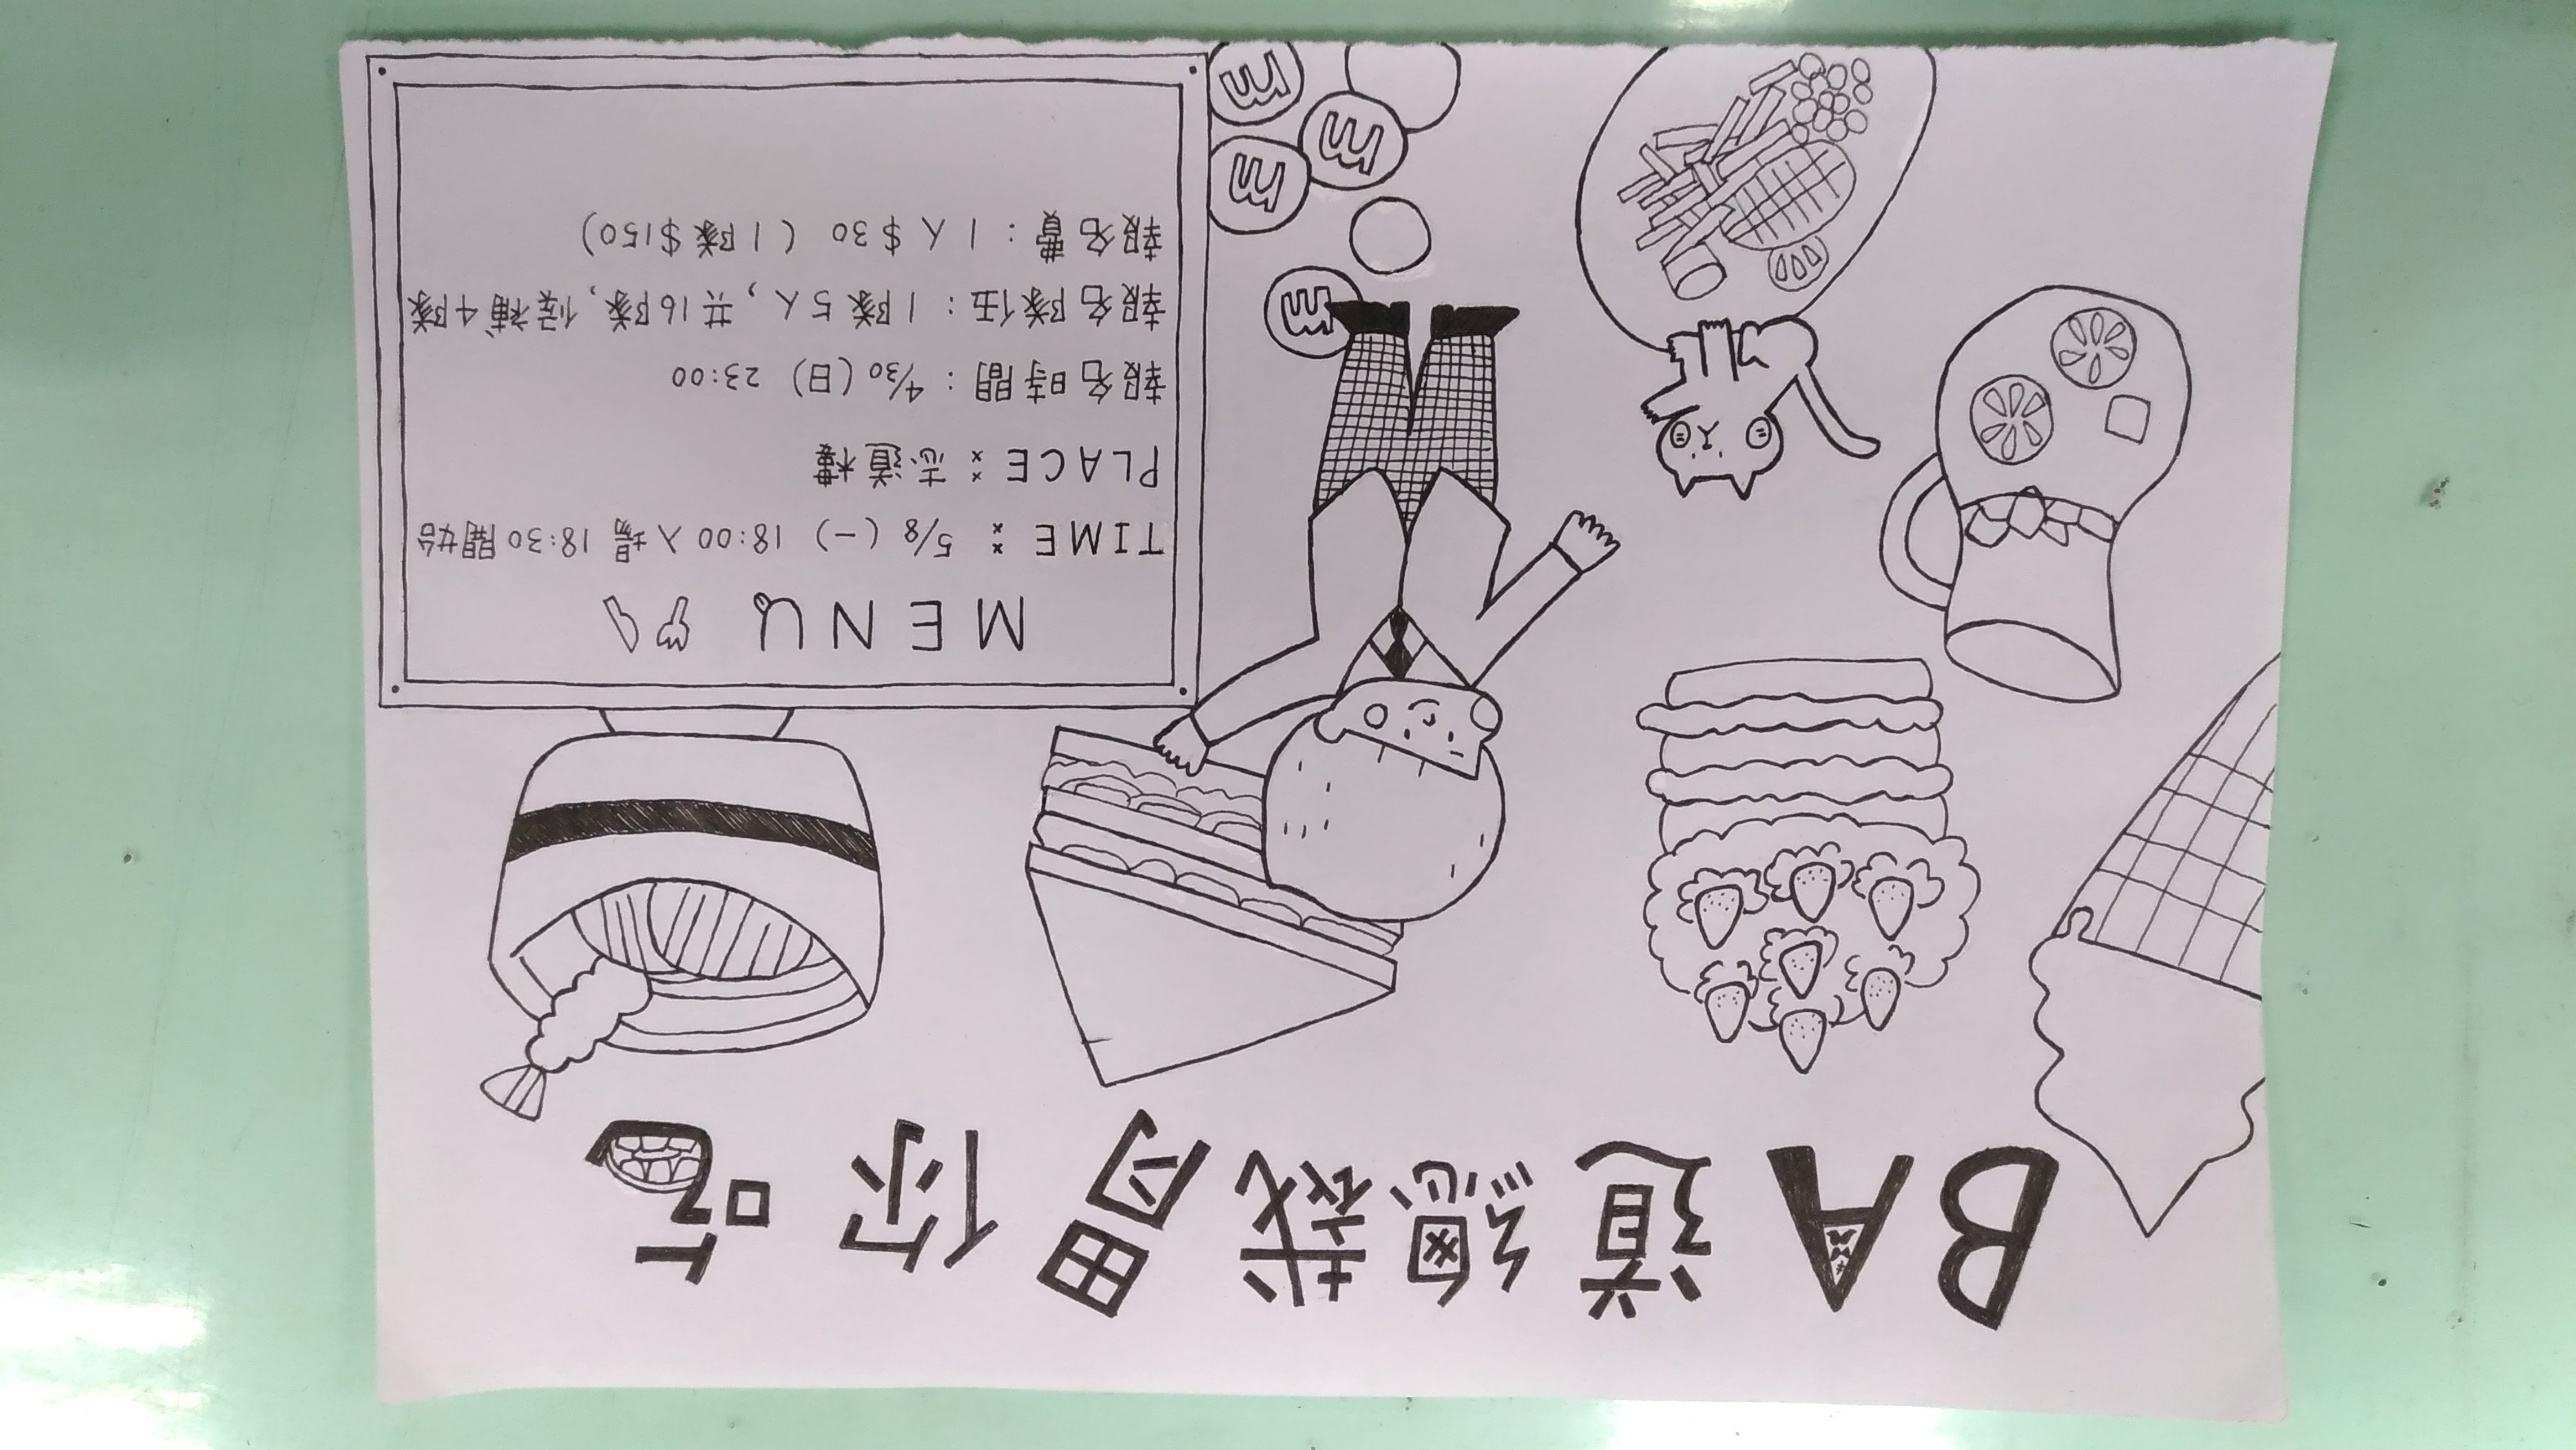 BA道總裁胃你吃
MENU
TIME: 5/8 (一) 18:00入場 18:30開始
PLACE: 志道樓
報名時間: 4/30 (日) 23:00
報名隊伍: 1隊5人, 共16隊, 候補4隊
報名費: 1人$30 (1隊$150)
m
m
m
m